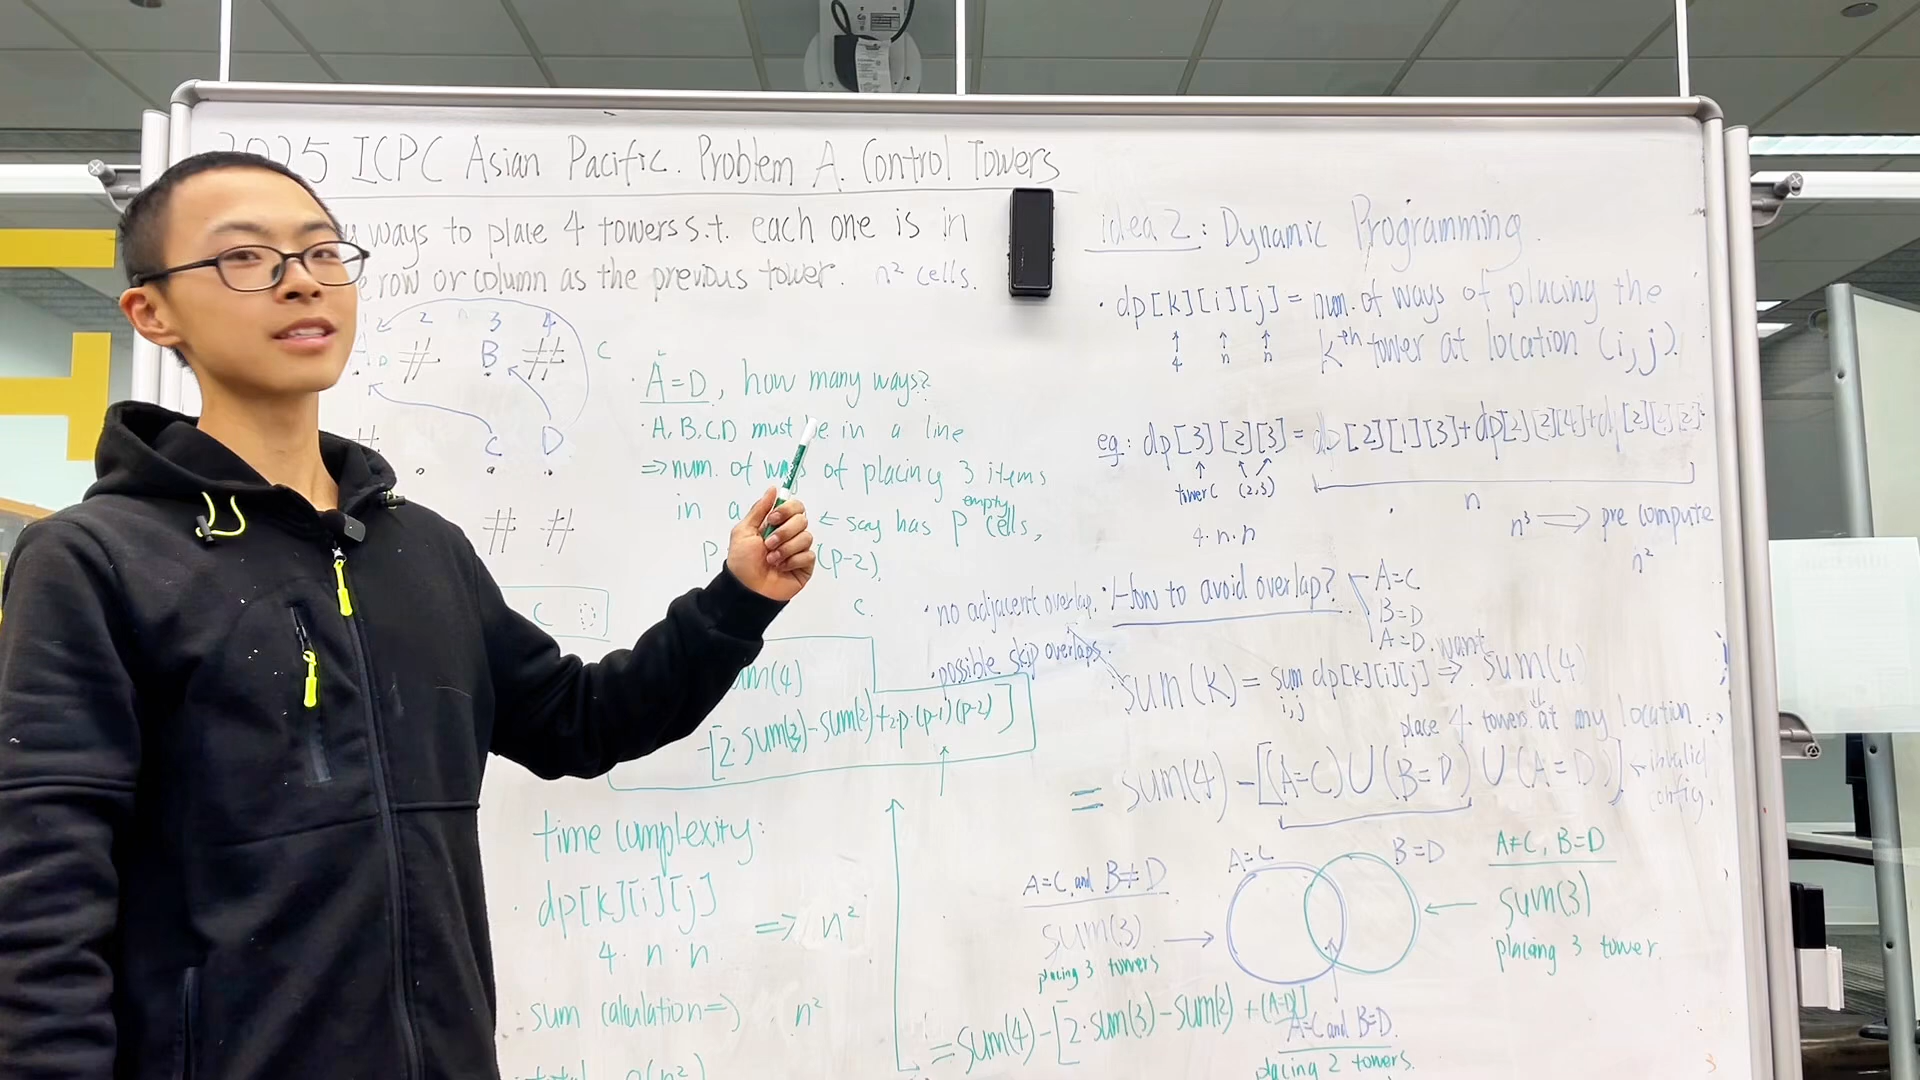 2025 ICPC Asian Pacific. Problem A. Control Towers
ways to place 4 towers s.t. each one is in
row or column as the previous tower. n² cells.
2 3 4
# B # C
C D
# #
A=D, how many ways?
· A, B, C, D must be in a line
⇒ num. of ways of placing 3 items
in a ← say has P empty cells,
P (p-2).
C
C.
sum(4)
-[2·sum(3)-sum(2)+2·p·(p-1)(p-2)]
time complexity:
· dp[k][i][j]
4· n· n. ⇒ n²
· sum calculation ⇒ n²
idea 2: Dynamic Programming.
· dp[k][i][j] = num. of ways of placing the
kth tower at location (i,j).
↑ ↑ ↑
4 n n
eg: dp[3][2][3] = dp[2][1][3]+dp[2][2][4]+
tower C (2,3)
4·n·n
n
n³ ⇒ pre compute
n²
· no adjacent overlap.
· possible skip overlaps.
· How to avoid overlap?
A=C
B=D
A=D.
sum(k) = sum dp[k][i][j] ⇒ want sum(4)
i,j
place 4 towers at any location.
= sum(4) -[(A=C)∪(B=D)∪(A=D)] ← invalid config.
A=C and B≠D
sum(3) →
placing 3 towers
A=C
B=D
A≠C, B=D
← sum(3)
placing 3 tower.
= sum(4)-[2·sum(3)-sum(2)+(A=D)]
A=C and B=D.
placing 2 towers.
3